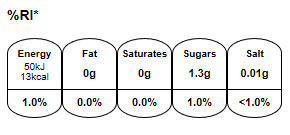 %RI*
Energy Fat Saturates Sugars Salt
50kJ
13kcal 0g 0g 1.3g 0.01g
1.0% 0.0% 0.0% 1.0% <1.0%